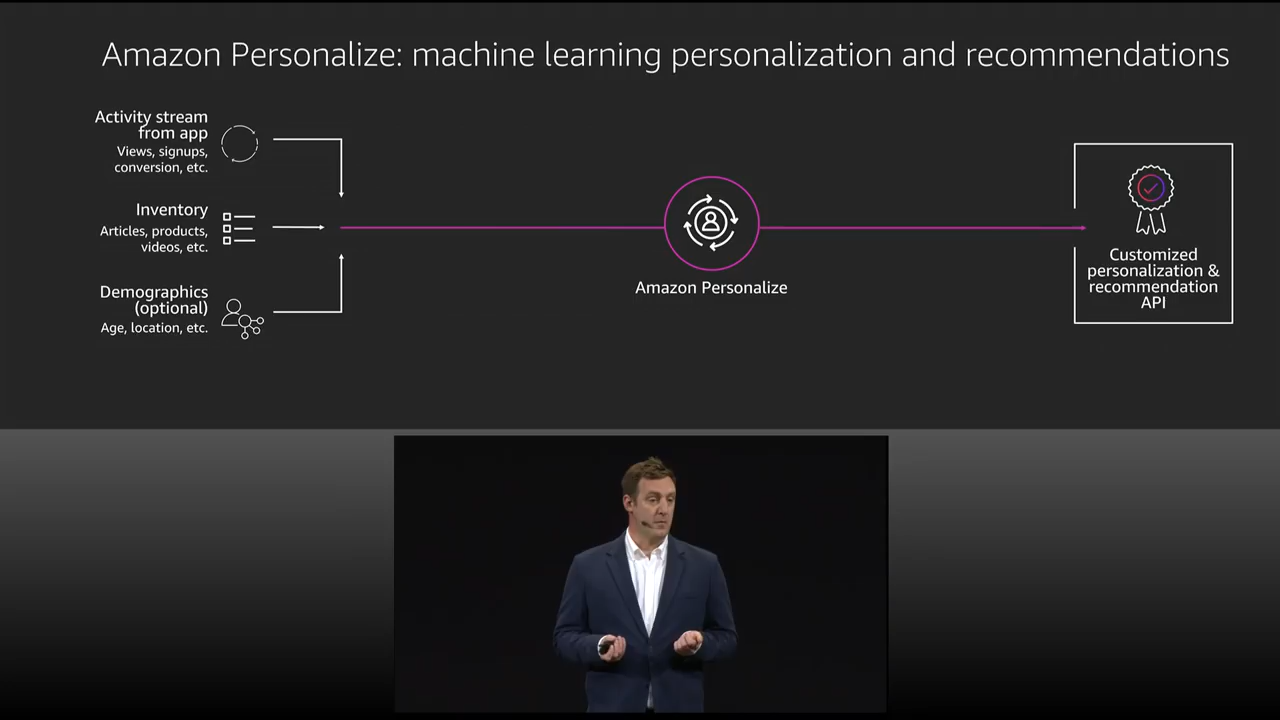 Amazon Personalize: machine learning personalization and recommendations
Activity stream
from app
Views, signups,
conversion, etc.
Inventory
Articles, products,
videos, etc.
Demographics
(optional)
Age, location, etc.
Amazon Personalize
Customized
personalization &
recommendation
API